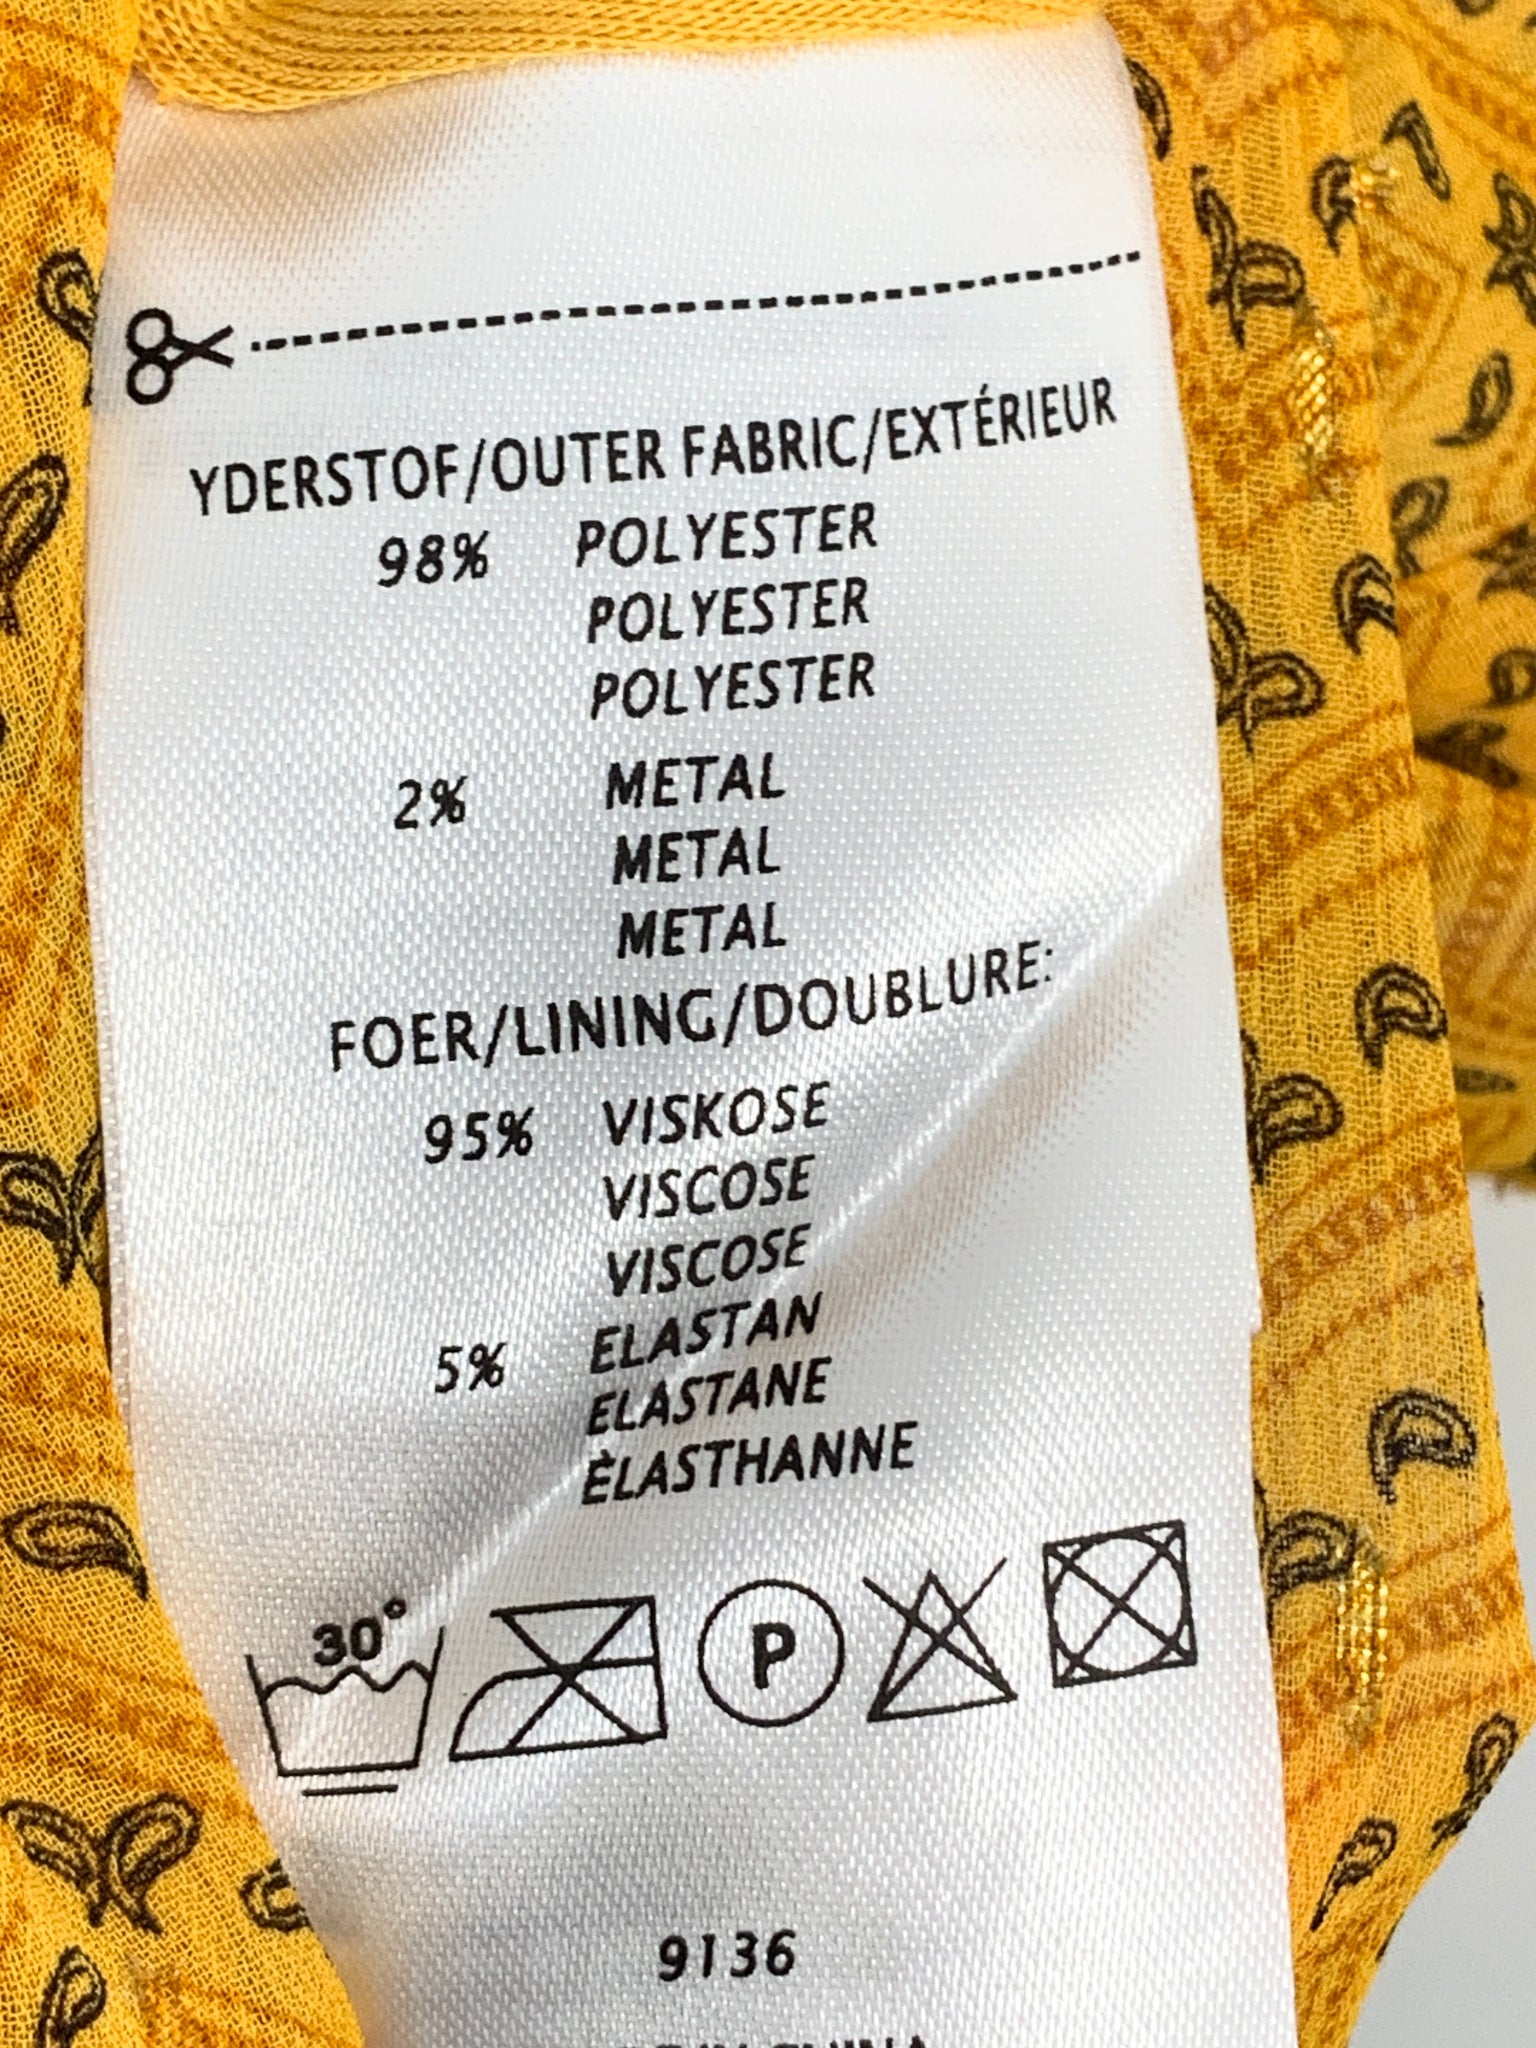 YDERSTOF/OUTER FABRIC/EXTÉRIEUR
98% POLYESTER
POLYESTER
POLYESTER
2% METAL
METAL
METAL
FOER/LINING/DOUBLURE:
95% VISKOSE
VISCOSE
VISCOSE
5% ELASTAN
ELASTANE
ÈLASTHANNE
30°
P
9136